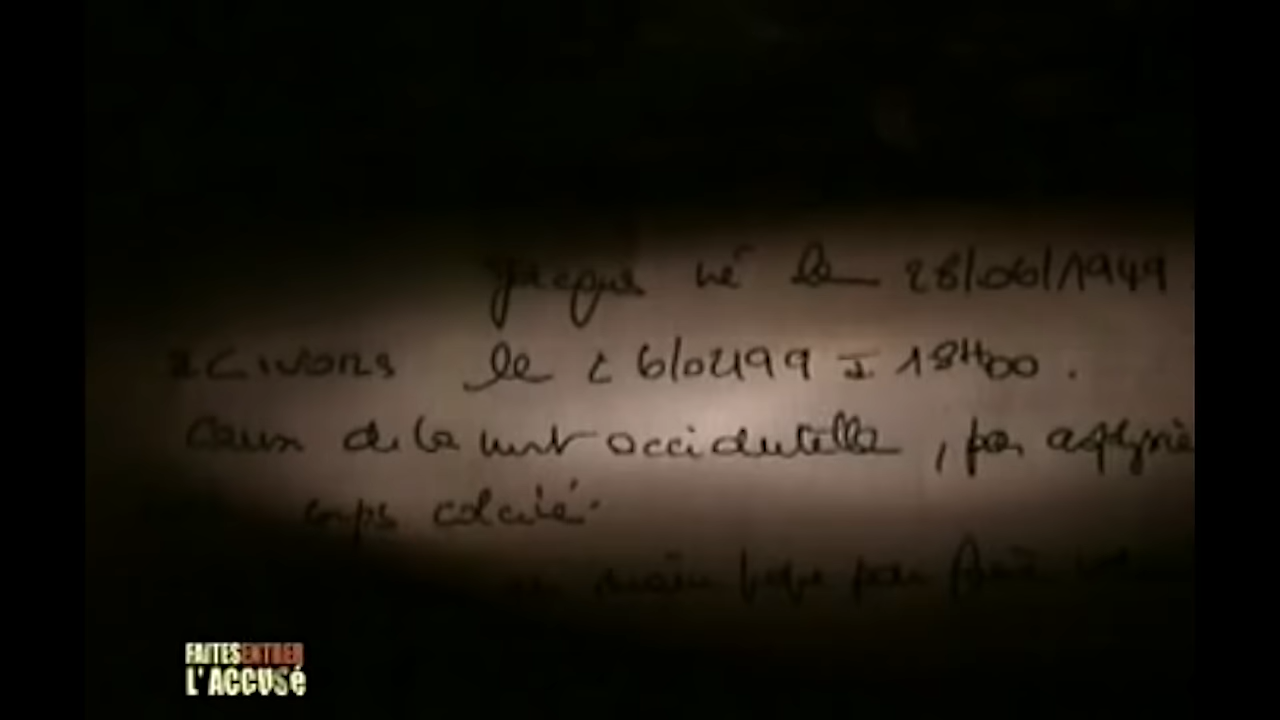 Jacques né le 28/06/1949
le 26/02/99 à 18H00.
Cause de la mort accidentelle, par asphyxie
corps calciné.
par
FAITES ENTRER
L'ACCUSÉ